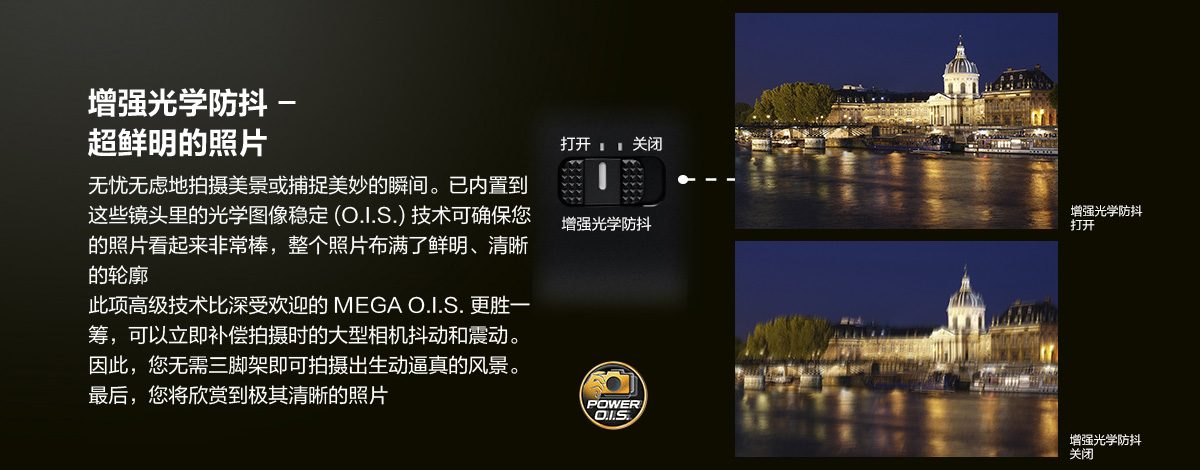 增强光学防抖 –
超鲜明的照片
无忧无虑地拍摄美景或捕捉美妙的瞬间。已内置到
这些镜头里的光学图像稳定 (O.I.S.) 技术可确保您
的照片看起来非常棒，整个照片布满了鲜明、清晰
的轮廓
此项高级技术比深受欢迎的 MEGA O.I.S. 更胜一
筹，可以立即补偿拍摄时的大型相机抖动和震动。
因此，您无需三脚架即可拍摄出生动逼真的风景。
最后，您将欣赏到极其清晰的照片
打开 关闭
增强光学防抖
POWER
O.I.S.
增强光学防抖
打开
增强光学防抖
关闭